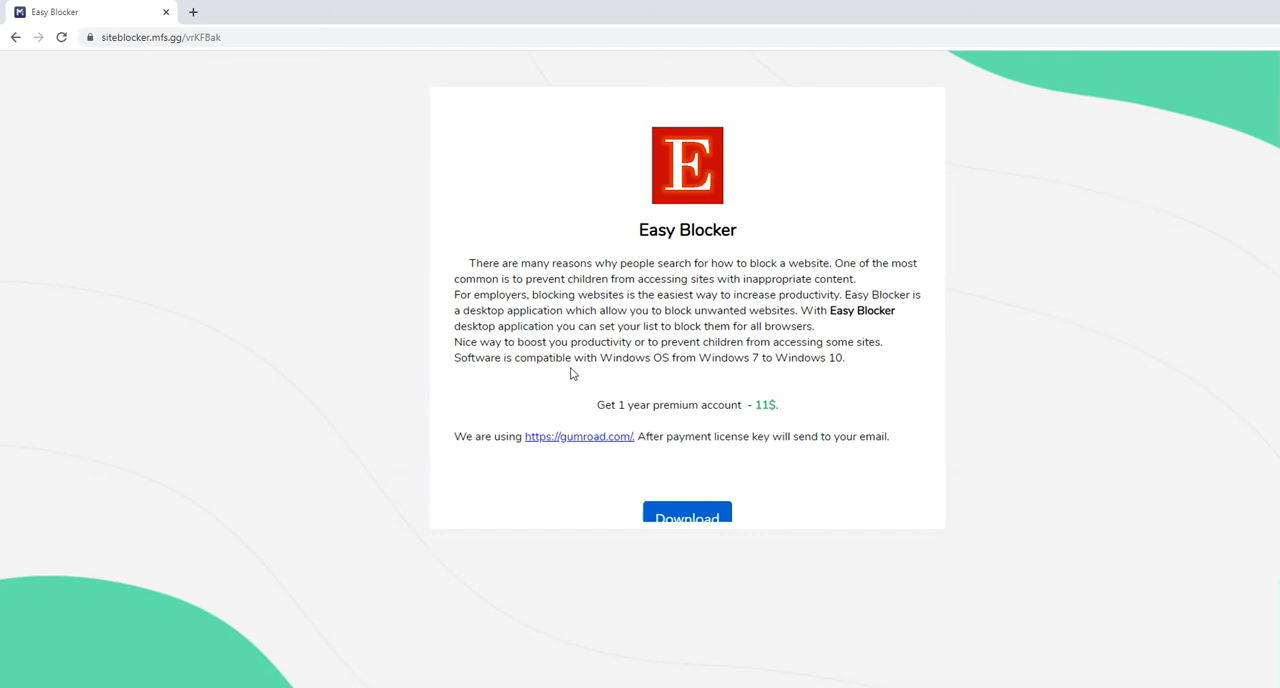 Easy Blocker
siteblocker.mfs.gg/vrKFBak
E
Easy Blocker
There are many reasons why people search for how to block a website. One of the most
common is to prevent children from accessing sites with inappropriate content.
For employers, blocking websites is the easiest way to increase productivity. Easy Blocker is
a desktop application which allow you to block unwanted websites. With Easy Blocker
desktop application you can set your list to block them for all browsers.
Nice way to boost you productivity or to prevent children from accessing some sites.
Software is compatible with Windows OS from Windows 7 to Windows 10.
Get 1 year premium account - 11$.
We are using https://gumroad.com/. After payment license key will send to your email.
Download